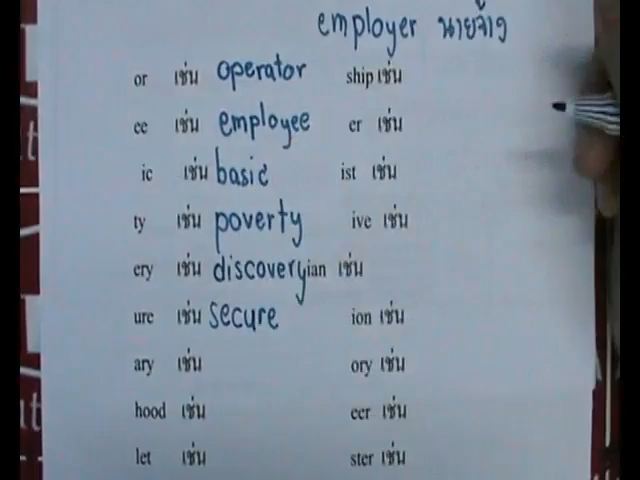 employer นายจ้าง
or เช่น operator ship เช่น
ee เช่น employee er เช่น
ic เช่น basic ist เช่น
ty เช่น poverty ive เช่น
ery เช่น discovery ian เช่น
ure เช่น secure ion เช่น
ary เช่น ory เช่น
hood เช่น eer เช่น
let เช่น ster เช่น